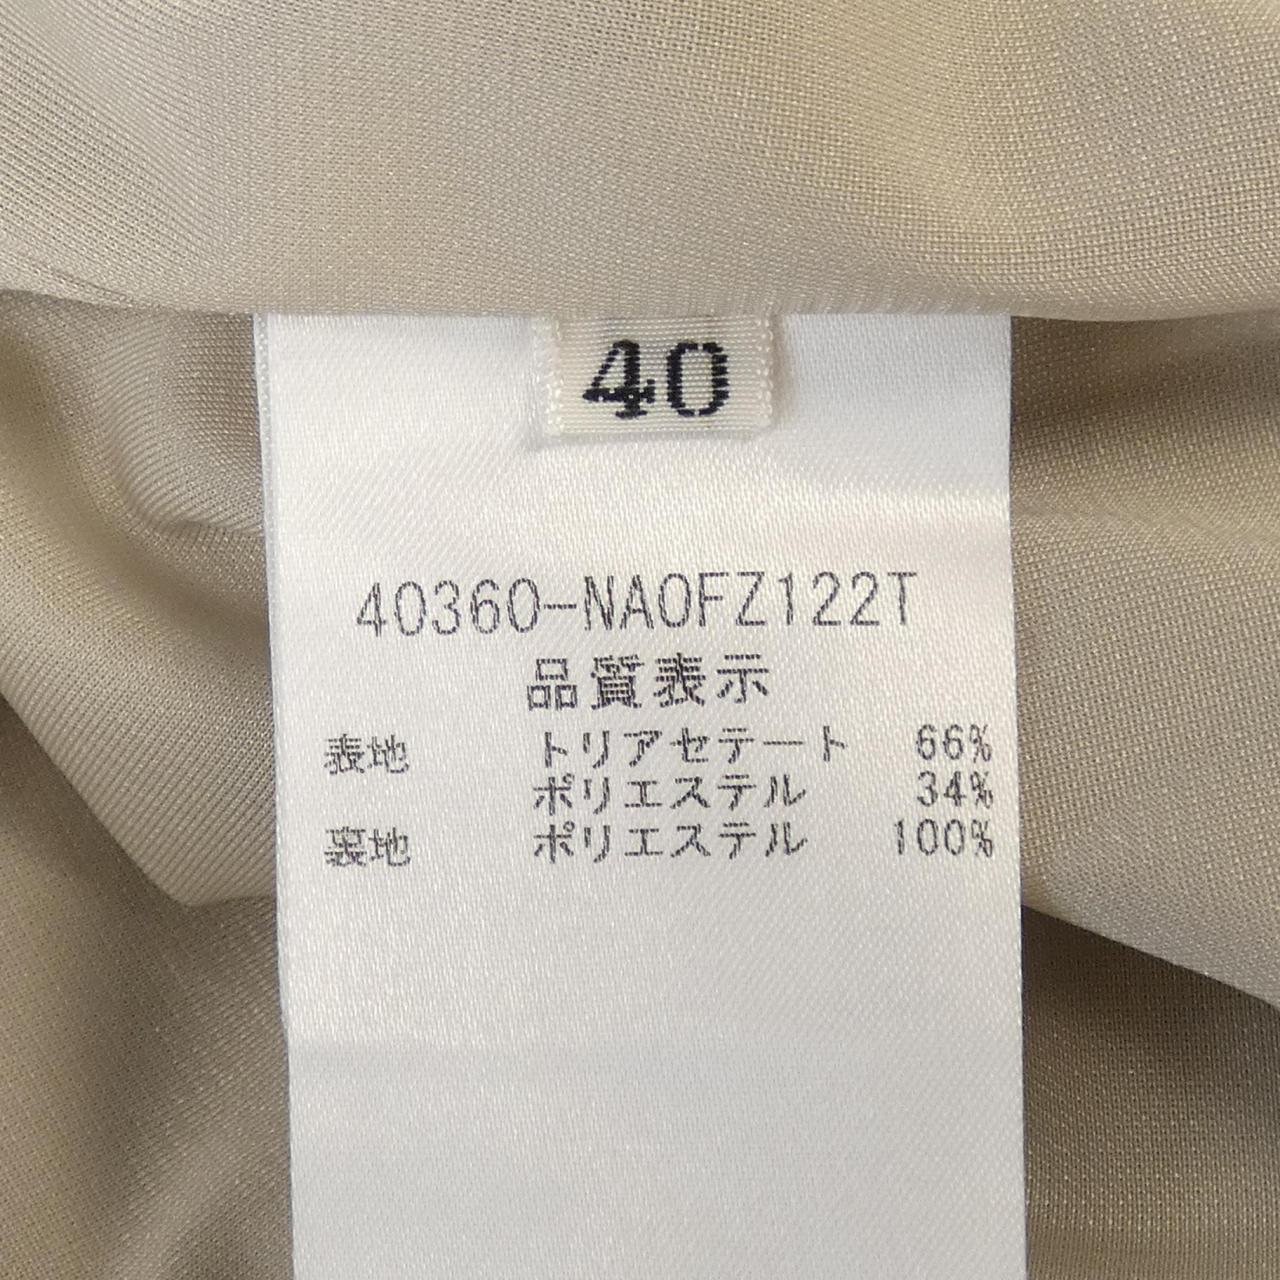 40
40360-NAOFZ122T
品質表示
表地 トリアセテート 66%
ポリエステル 34%
裏地 ポリエステル 100%